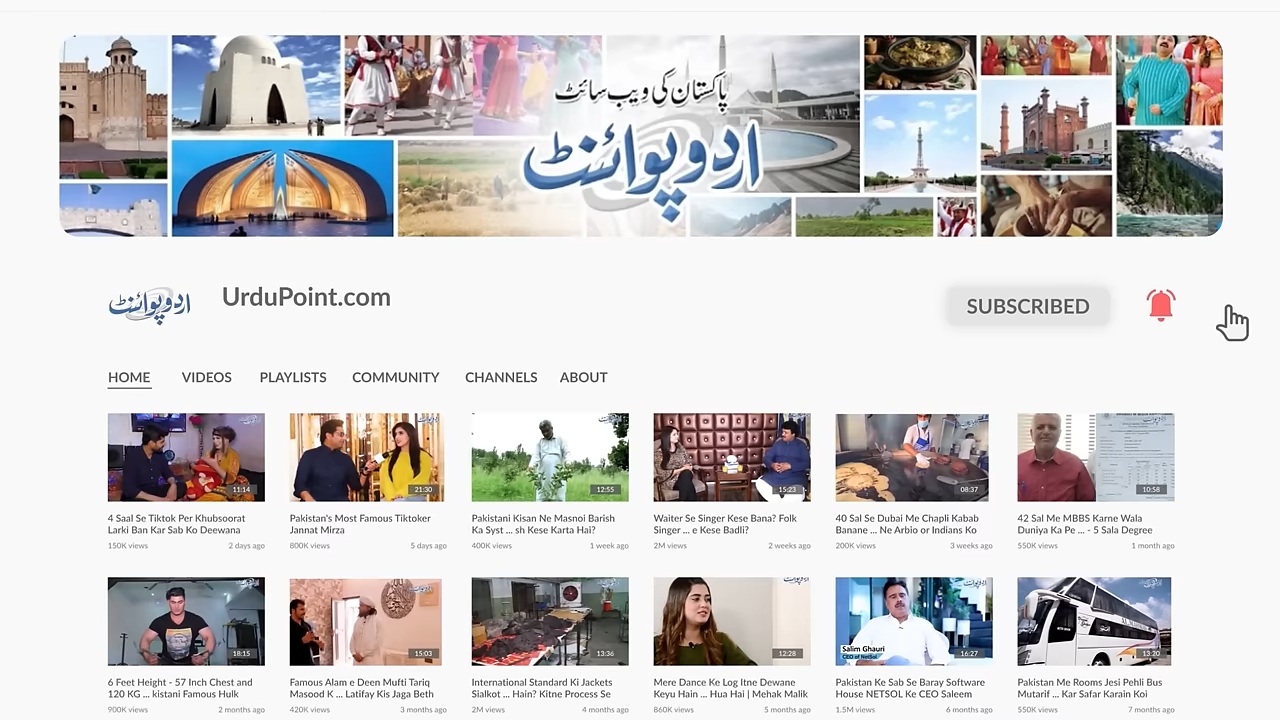 پاکستان کی ویب سائٹ
اردوپوائنٹ
اردوپوائنٹ
UrduPoint.com
SUBSCRIBED
HOME VIDEOS PLAYLISTS COMMUNITY CHANNELS ABOUT
11:14
21:30
12:55
15:23
08:37
10:58
4 Saal Se Tiktok Per Khubsoorat
Larki Ban Kar Sab Ko Deewana
150K views 2 days ago
Pakistan's Most Famous Tiktoker
Jannat Mirza
800K views 5 days ago
Pakistani Kisan Ne Masnoi Barish
Ka Syst ... sh Kese Karta Hai?
400K views 1 week ago
Waiter Se Singer Kese Bana? Folk
Singer ... e Kese Badli?
2M views 2 weeks ago
40 Sal Se Dubai Me Chapli Kabab
Banane ... Ne Arbio or Indians Ko
200K views 3 weeks ago
42 Sal Me MBBS Karne Wala
Duniya Ka Pe ... - 5 Sala Degree
550K views 1 month ago
18:15
15:03
13:36
12:28
Salim Ghauri
CEO of NetSol
16:27
13:20
6 Feet Height - 57 Inch Chest and
120 KG ... kistani Famous Hulk
900K views 2 months ago
Famous Alam e Deen Mufti Tariq
Masood K ... Latifay Kis Jaga Beth
420K views 3 months ago
International Standard Ki Jackets
Sialkot ... Hain? Kitne Process Se
2M views 4 months ago
Mere Dance Ke Log Itne Dewane
Keyu Hain ... Hua Hai | Mehak Malik
860K views 5 months ago
Pakistan Ke Sab Se Baray Software
House NETSOL Ke CEO Saleem
1.5M views 6 months ago
Pakistan Me Rooms Jesi Pehli Bus
Mutarif ... Kar Safar Karain Koi
550K views 7 months ago